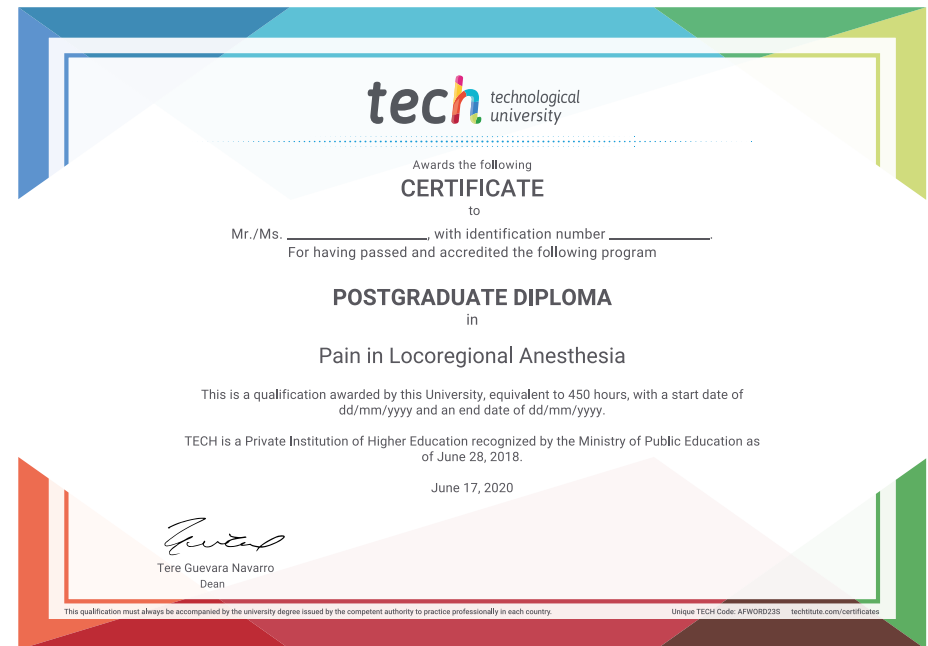 tech technological
university
Awards the following
CERTIFICATE
to
Mr./Ms. ____________________, with identification number ______________.
For having passed and accredited the following program
POSTGRADUATE DIPLOMA
in
Pain in Locoregional Anesthesia
This is a qualification awarded by this University, equivalent to 450 hours, with a start date of
dd/mm/yyyy and an end date of dd/mm/yyyy.
TECH is a Private Institution of Higher Education recognized by the Ministry of Public Education as
of June 28, 2018.
June 17, 2020
Tere Guevara Navarro
Dean
This qualification must always be accompanied by the university degree issued by the competent authority to practice professionally in each country.
Unique TECH Code: AFWORD23S techtitute.com/certificates